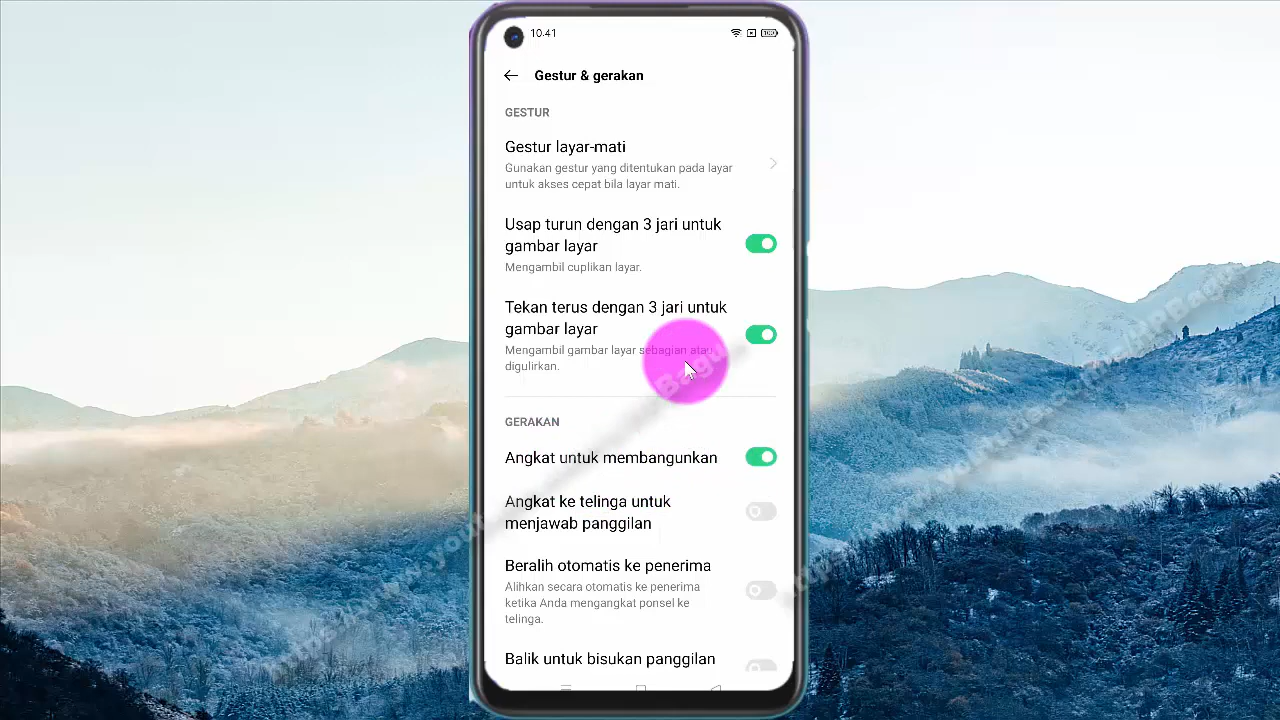 10.41
Gestur & gerakan
GESTUR
Gestur layar-mati
Gunakan gestur yang ditentukan pada layar
untuk akses cepat bila layar mati.
Usap turun dengan 3 jari untuk
gambar layar
Mengambil cuplikan layar.
Tekan terus dengan 3 jari untuk
gambar layar
Mengambil gambar layar sebagian atau
digulirkan.
GERAKAN
Angkat untuk membangunkan
Angkat ke telinga untuk
menjawab panggilan
Beralih otomatis ke penerima
Alihkan secara otomatis ke penerima
ketika Anda mengangkat ponsel ke
telinga.
Balik untuk bisukan panggilan